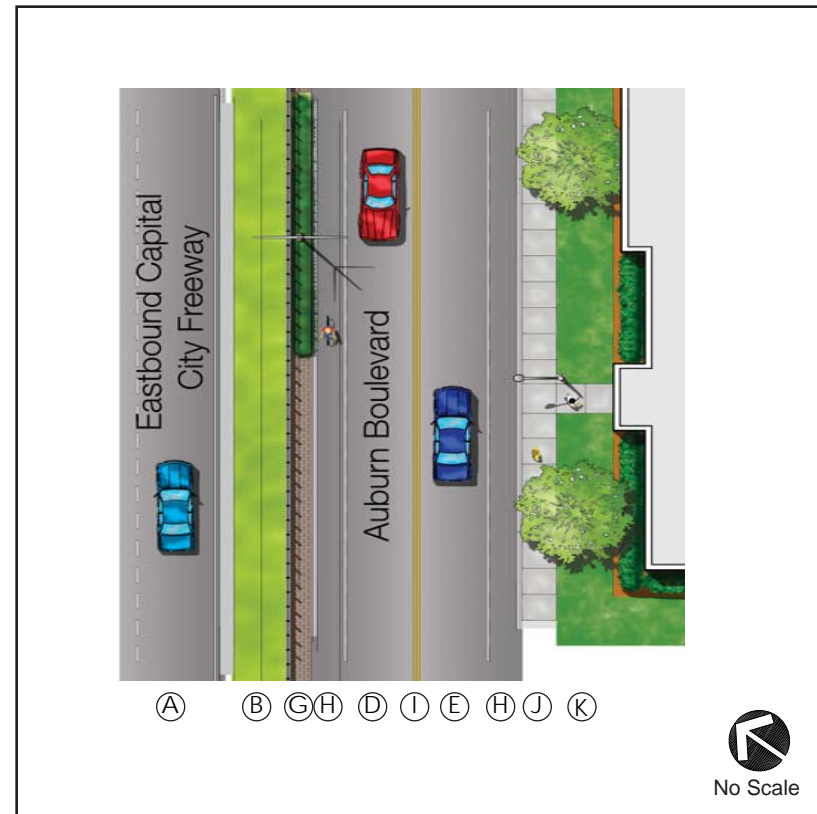 Eastbound Capital
City Freeway
Auburn Boulevard
A B G H D I E H J K
No Scale